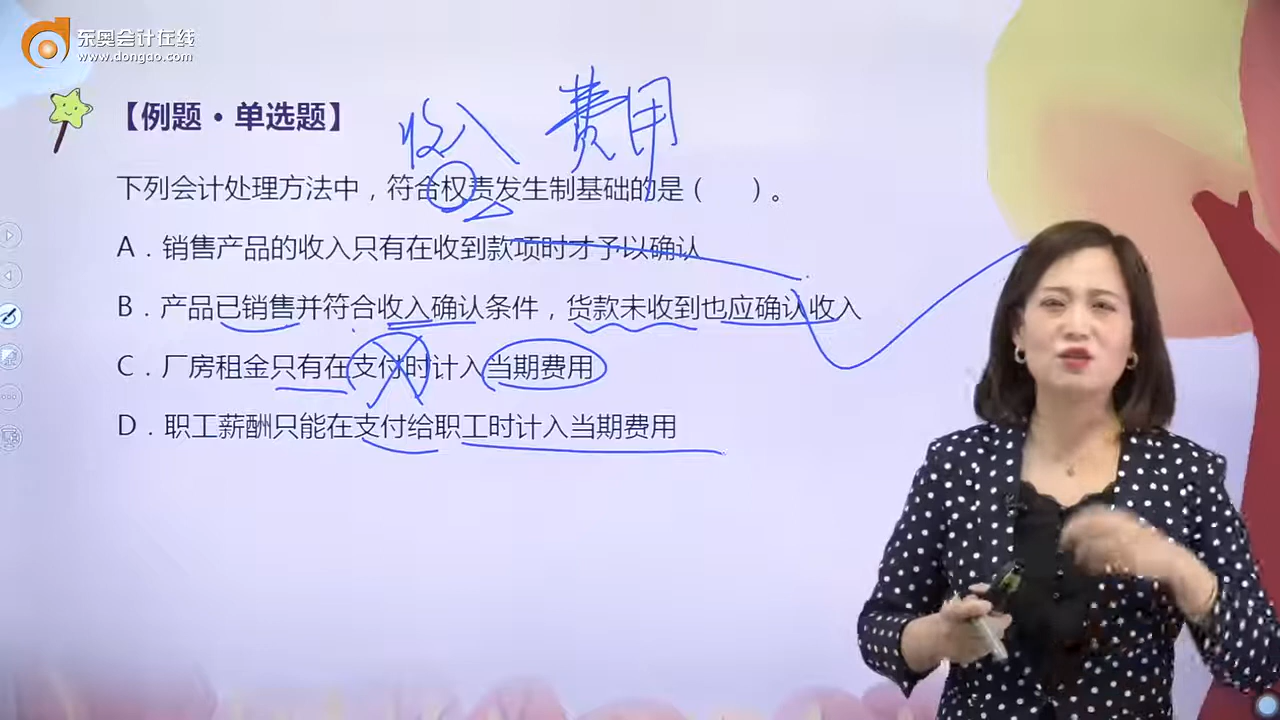 东奥会计在线
www.dongao.com
【例题·单选题】
收入 费用
下列会计处理方法中，符合权责发生制基础的是（ ）。
A．销售产品的收入只有在收到款项时才予以确认
B．产品已销售并符合收入确认条件，货款未收到也应确认收入
C．厂房租金只有在支付时计入当期费用
D．职工薪酬只能在支付给职工时计入当期费用